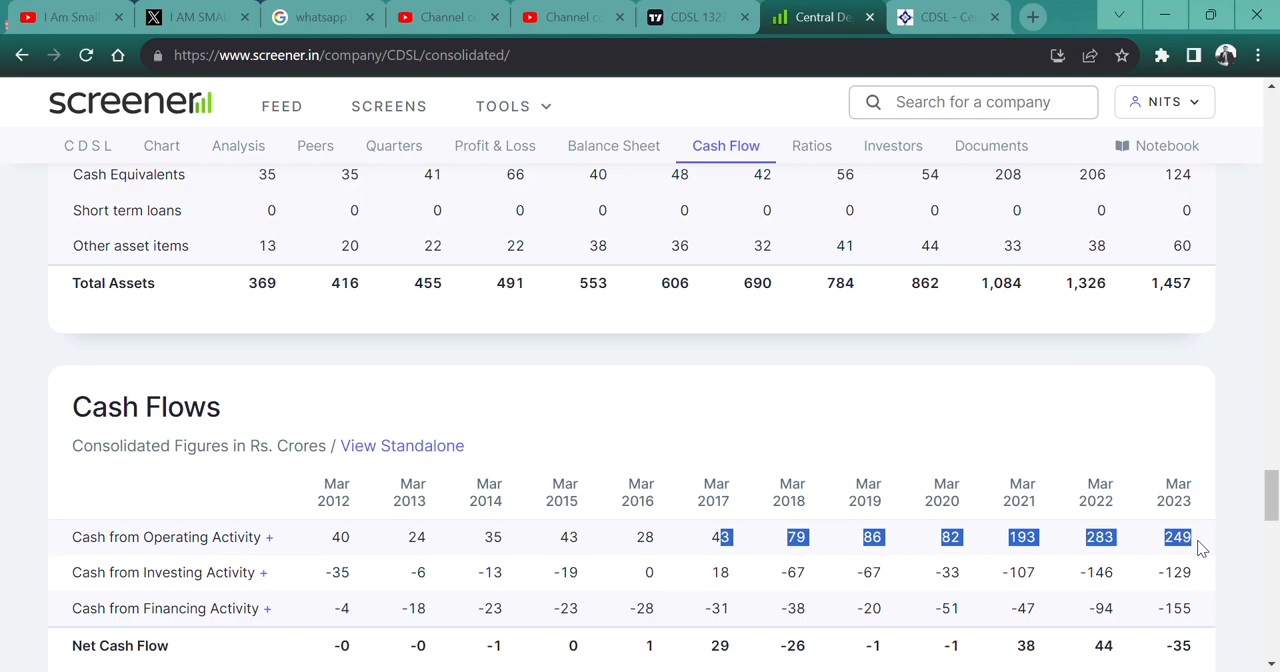 I Am Small
I AM SMAL
whatsapp
Channel c
Channel co
CDSL 132
Central De
CDSL - Ce
https://www.screener.in/company/CDSL/consolidated/
screener
FEED
SCREENS
TOOLS
Search for a company
NITS
C D S L
Chart
Analysis
Peers
Quarters
Profit & Loss
Balance Sheet
Cash Flow
Ratios
Investors
Documents
Notebook
Cash Equivalents 35 35 41 66 40 48 42 56 54 208 206 124
Short term loans 0 0 0 0 0 0 0 0 0 0 0 0
Other asset items 13 20 22 22 38 36 32 41 44 33 38 60
Total Assets 369 416 455 491 553 606 690 784 862 1,084 1,326 1,457
Cash Flows
Consolidated Figures in Rs. Crores / View Standalone
Mar Mar Mar Mar Mar Mar Mar Mar Mar Mar Mar Mar
2012 2013 2014 2015 2016 2017 2018 2019 2020 2021 2022 2023
Cash from Operating Activity + 40 24 35 43 28 43 79 86 82 193 283 249
Cash from Investing Activity + -35 -6 -13 -19 0 18 -67 -67 -33 -107 -146 -129
Cash from Financing Activity + -4 -18 -23 -23 -28 -31 -38 -20 -51 -47 -94 -155
Net Cash Flow -0 -0 -1 0 1 29 -26 -1 -1 38 44 -35